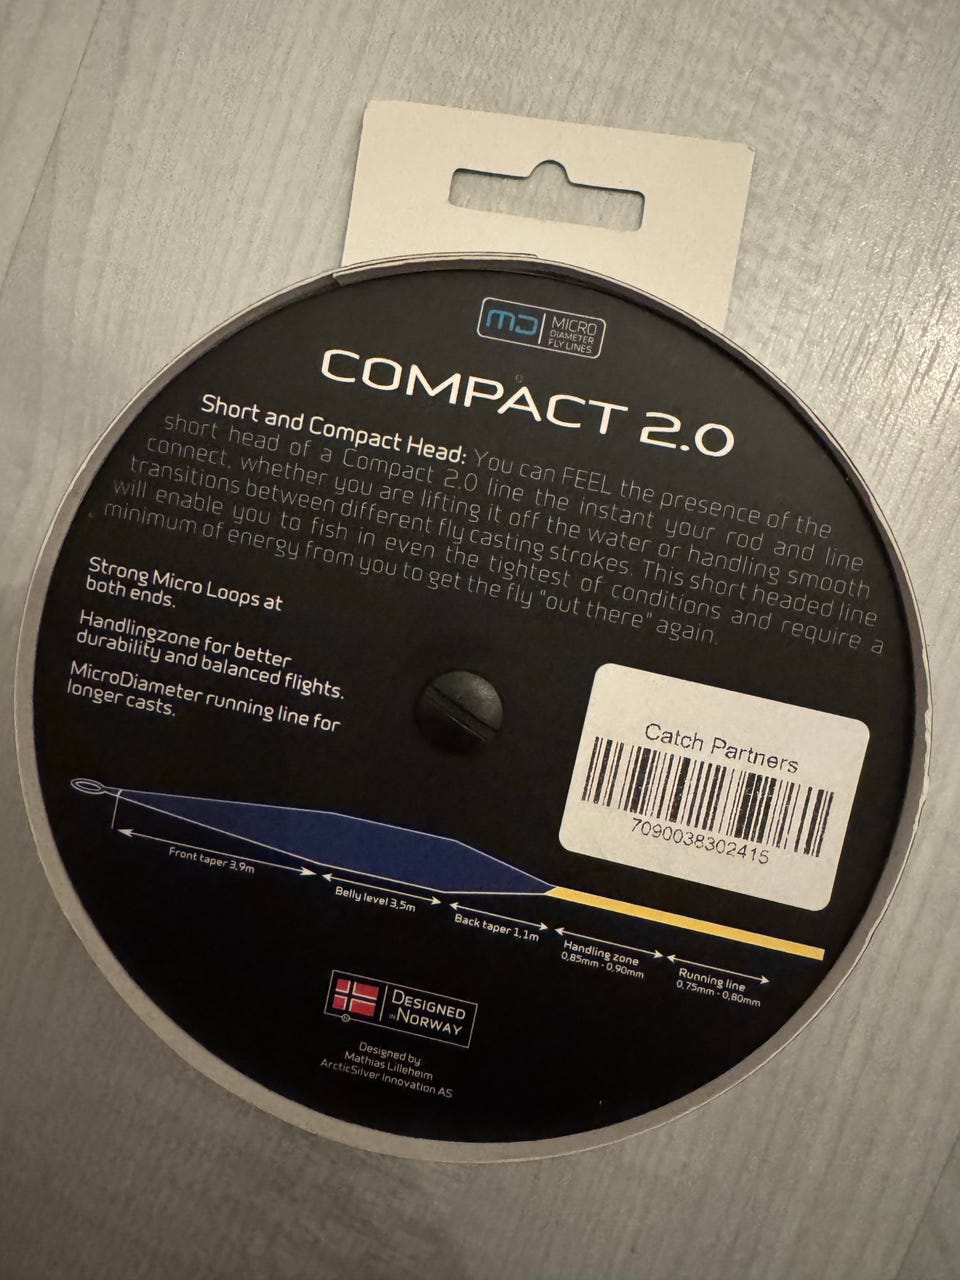 MD MICRO
DIAMETER
FLY LINES
COMPACT 2.0
Short and Compact Head: You can FEEL the presence of the
short head of a Compact 2.0 line the instant your rod and line
connect, whether you are lifting it off the water or handling smooth
transitions between different fly casting strokes. This short headed line
will enable you to fish in even the tightest of conditions and require a
minimum of energy from you to get the fly "out there" again.
Strong Micro Loops at
both ends.
Handlingzone for better
durability and balanced flights.
MicroDiameter running line for
longer casts.
Catch Partners
7090038302415
Front taper 3,9m
Belly level 3,5m
Back taper 1,1m
Handling zone
0,85mm - 0,90mm
Running line
0,75mm - 0,80mm
DESIGNED
IN NORWAY
Designed by:
Mathias Lilleheim
ArcticSilver Innovation AS